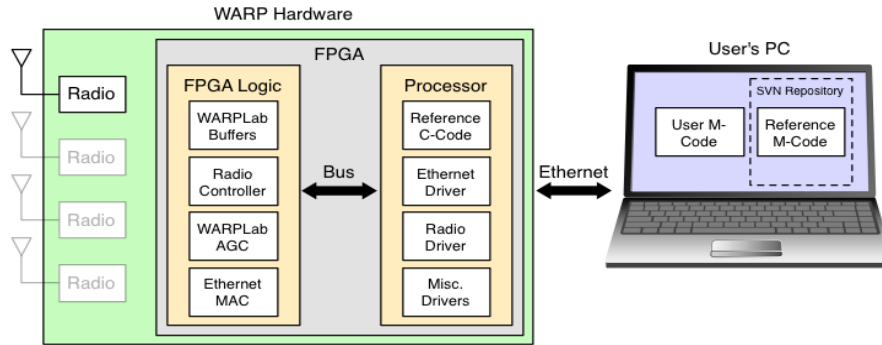 WARP Hardware
FPGA
User's PC
Radio
Radio
Radio
Radio
FPGA Logic
WARPLab
Buffers
Radio
Controller
WARPLab
AGC
Ethernet
MAC
Bus
Processor
Reference
C-Code
Ethernet
Driver
Radio
Driver
Misc.
Drivers
Ethernet
SVN Repository
User M-
Code
Reference
M-Code